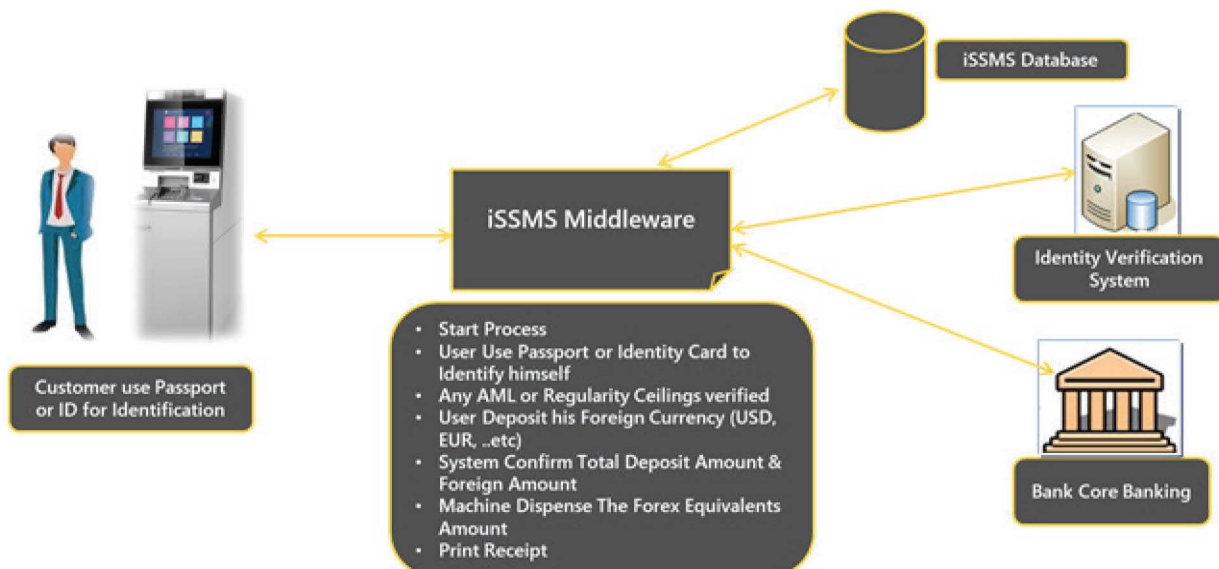 iSSMS Database
iSSMS Middleware
Identity Verification
System
Customer use Passport
or ID for Identification
• Start Process
• User Use Passport or Identity Card to
Identify himself
• Any AML or Regularity Ceilings verified
• User Deposit his Foreign Currency (USD,
EUR, ..etc)
• System Confirm Total Deposit Amount &
Foreign Amount
• Machine Dispense The Forex Equivalents
Amount
• Print Receipt
Bank Core Banking